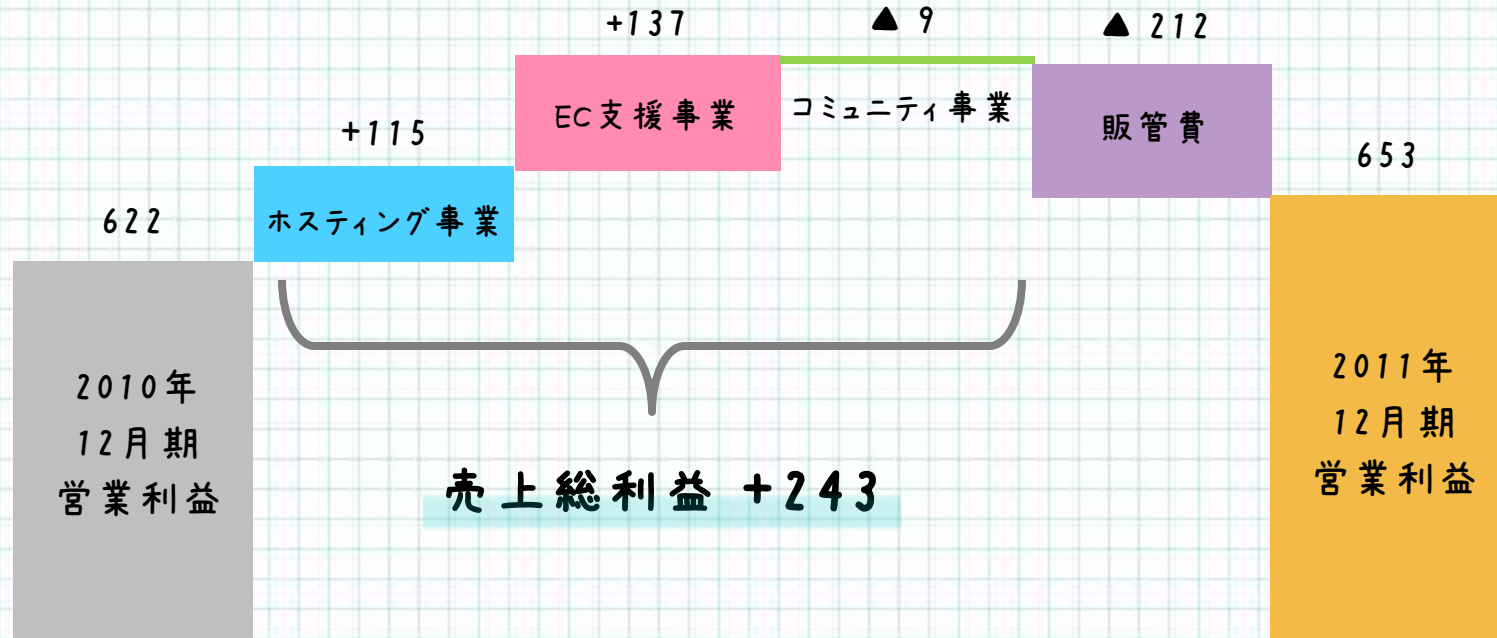 +137
▲ 9
▲ 212
+115
EC支援事業
コミュニティ事業
販管費
653
622
ホスティング事業
2010年
12月期
営業利益
2011年
12月期
営業利益
売上総利益 +243